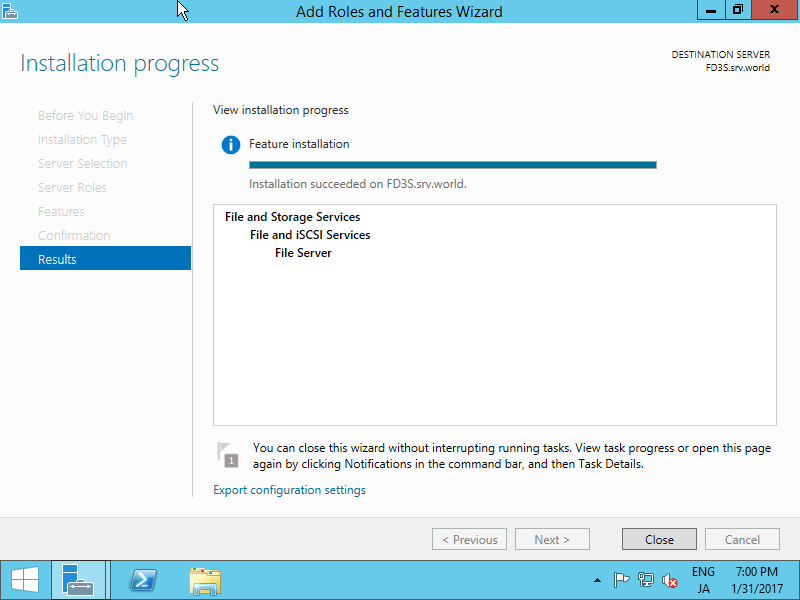 Add Roles and Features Wizard
Installation progress
DESTINATION SERVER
FD3S.srv.world
Before You Begin
Installation Type
Server Selection
Server Roles
Features
Confirmation
Results
View installation progress
Feature installation
Installation succeeded on FD3S.srv.world.
File and Storage Services
File and iSCSI Services
File Server
1
You can close this wizard without interrupting running tasks. View task progress or open this page
again by clicking Notifications in the command bar, and then Task Details.
Export configuration settings
< Previous
Next >
Close
Cancel
ENG
JA
7:00 PM
1/31/2017